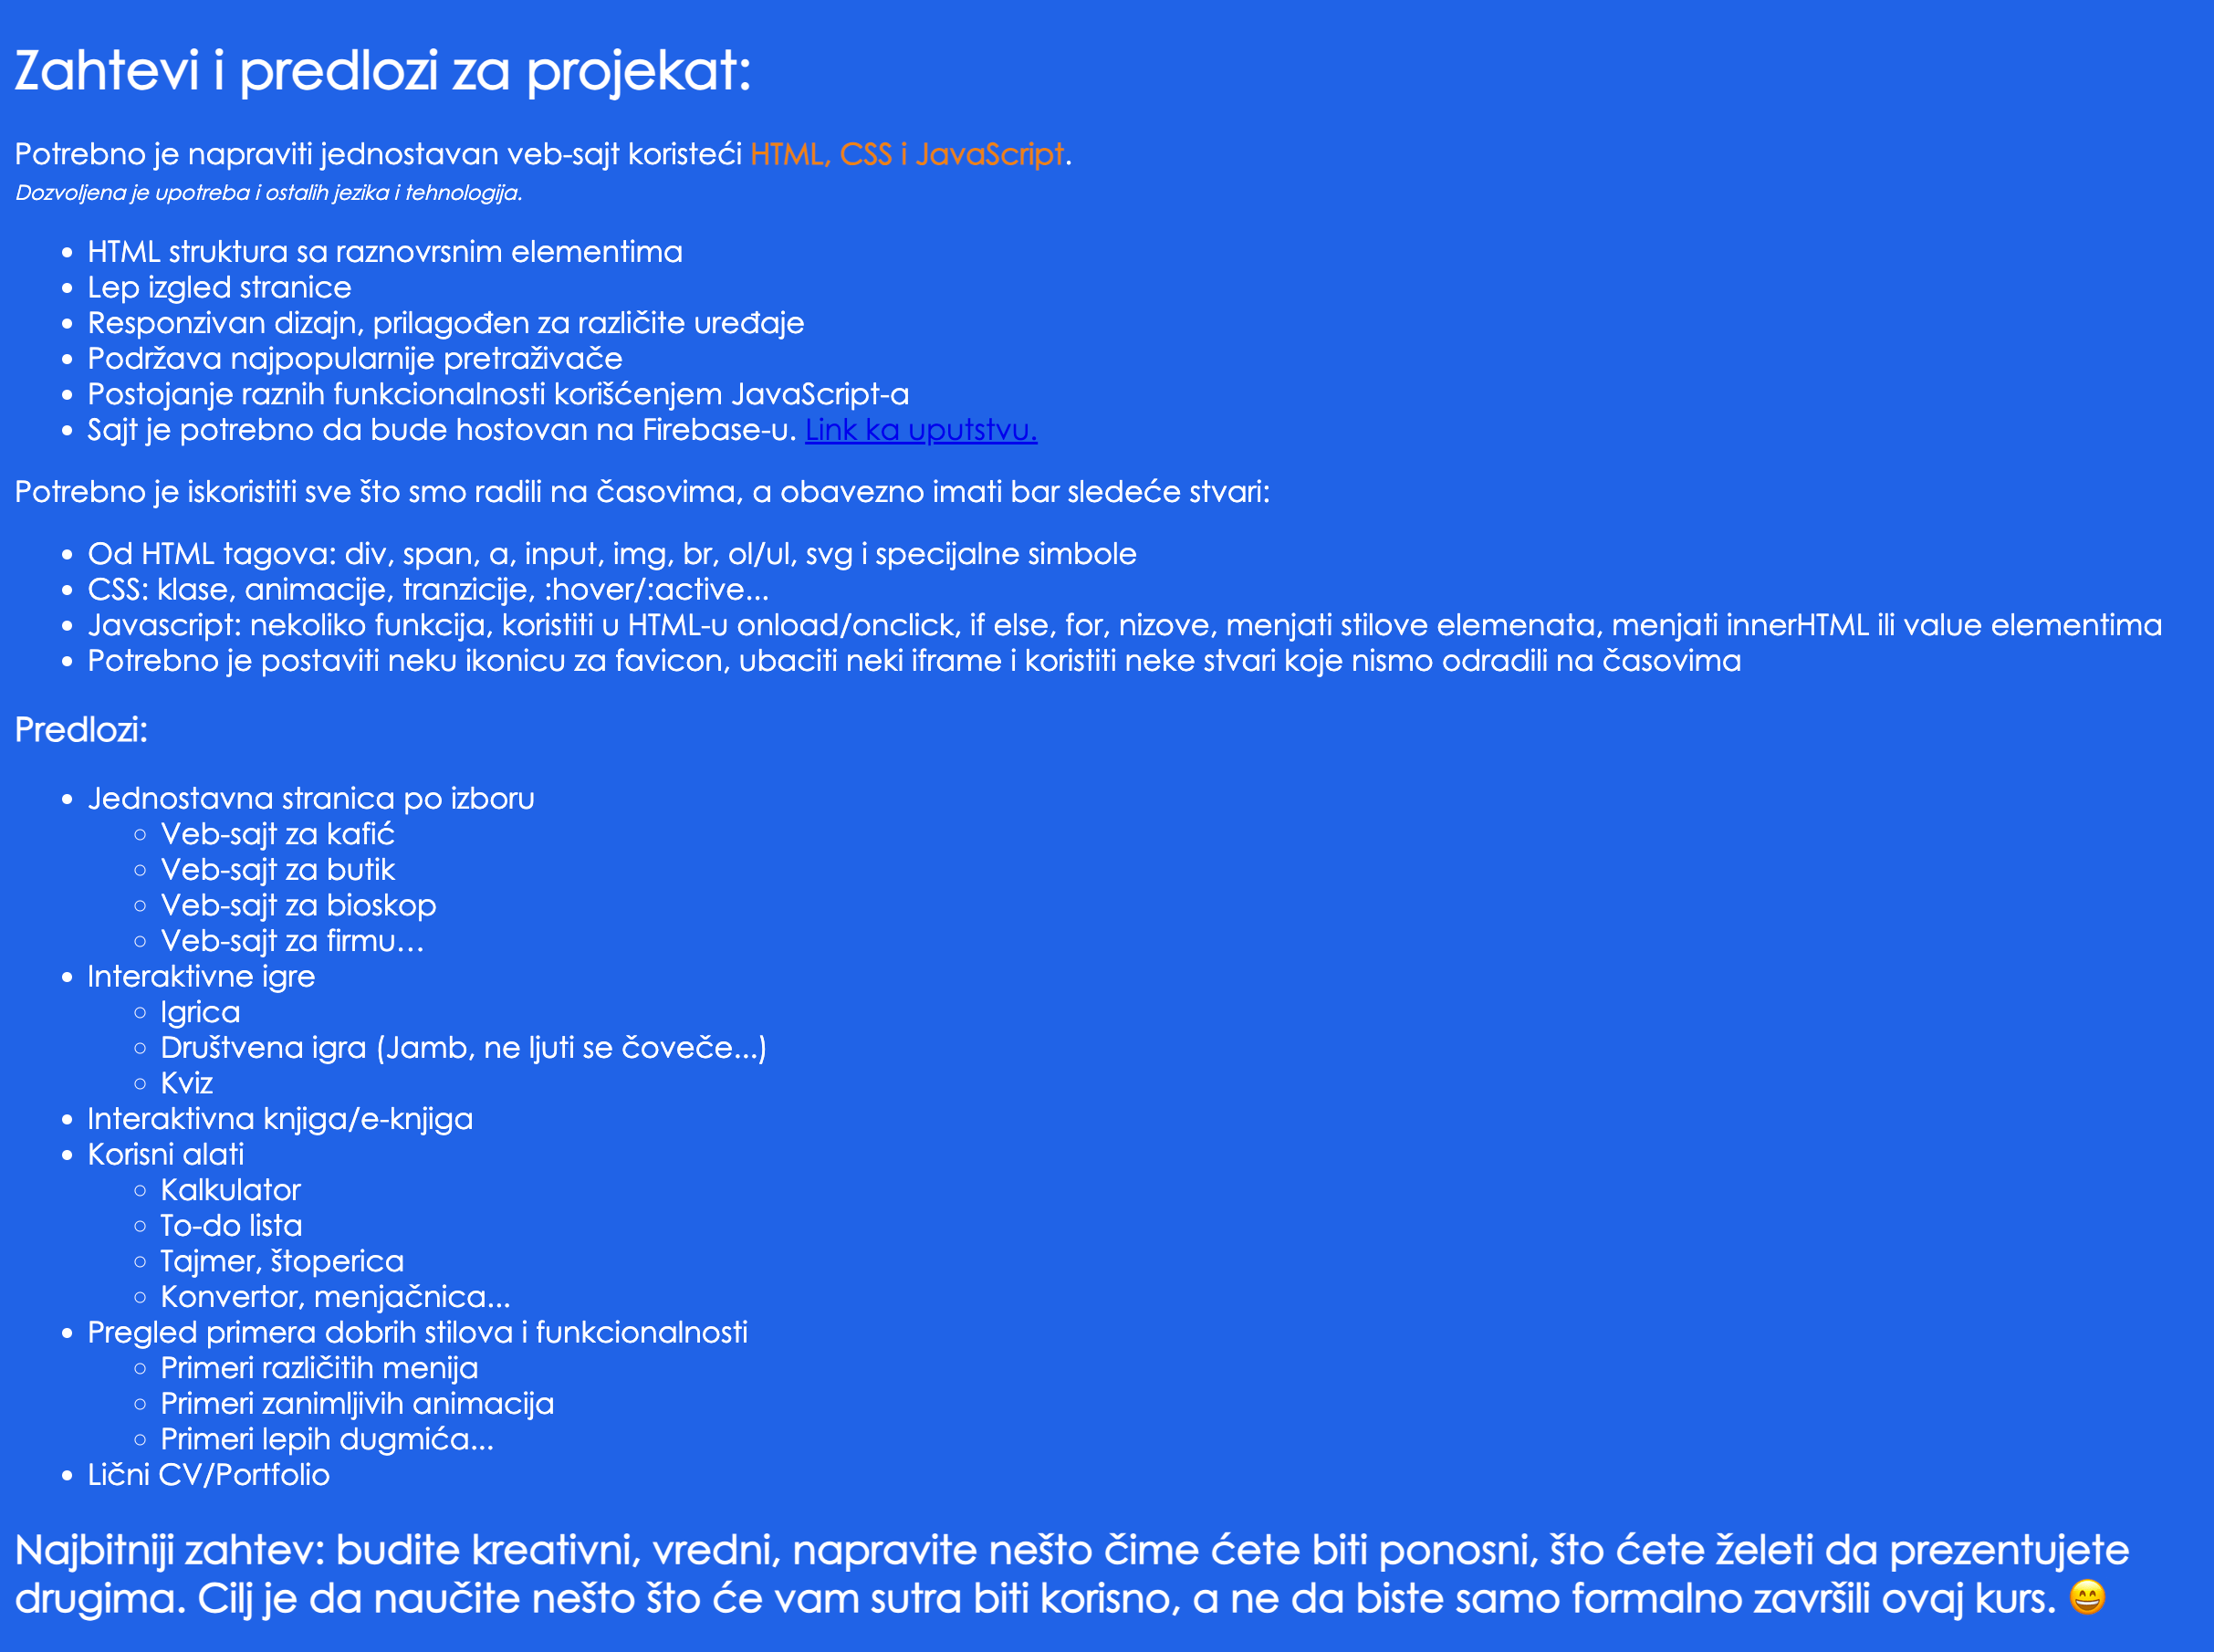 Zahtevi i predlozi za projekat:
Potrebno je napraviti jednostavan veb-sajt koristeći HTML, CSS i JavaScript.
Dozvoljena je upotreba i ostalih jezika i tehnologija.
• HTML struktura sa raznovrsnim elementima
• Lep izgled stranice
• Responzivan dizajn, prilagođen za različite uređaje
• Podržava najpopularnije pretraživače
• Postojanje raznih funkcionalnosti korišćenjem JavaScript-a
• Sajt je potrebno da bude hostovan na Firebase-u. Link ka uputstvu.
Potrebno je iskoristiti sve što smo radili na časovima, a obavezno imati bar sledeće stvari:
• Od HTML tagova: div, span, a, input, img, br, ol/ul, svg i specijalne simbole
• CSS: klase, animacije, tranzicije, :hover/:active...
• Javascript: nekoliko funkcija, koristiti u HTML-u onload/onclick, if else, for, nizove, menjati stilove elemenata, menjati innerHTML ili value elementima
• Potrebno je postaviti neku ikonicu za favicon, ubaciti neki iframe i koristiti neke stvari koje nismo odradili na časovima
Predlozi:
• Jednostavna stranica po izboru
◦ Veb-sajt za kafić
◦ Veb-sajt za butik
◦ Veb-sajt za bioskop
◦ Veb-sajt za firmu…
• Interaktivne igre
◦ Igrica
◦ Društvena igra (Jamb, ne ljuti se čoveče...)
◦ Kviz
• Interaktivna knjiga/e-knjiga
• Korisni alati
◦ Kalkulator
◦ To-do lista
◦ Tajmer, štoperica
◦ Konvertor, menjačnica...
• Pregled primera dobrih stilova i funkcionalnosti
◦ Primeri različitih menija
◦ Primeri zanimljivih animacija
◦ Primeri lepih dugmića...
• Lični CV/Portfolio
Najbitniji zahtev: budite kreativni, vredni, napravite nešto čime ćete biti ponosni, što ćete želeti da prezentujete
drugima. Cilj je da naučite nešto što će vam sutra biti korisno, a ne da biste samo formalno završili ovaj kurs. 😄